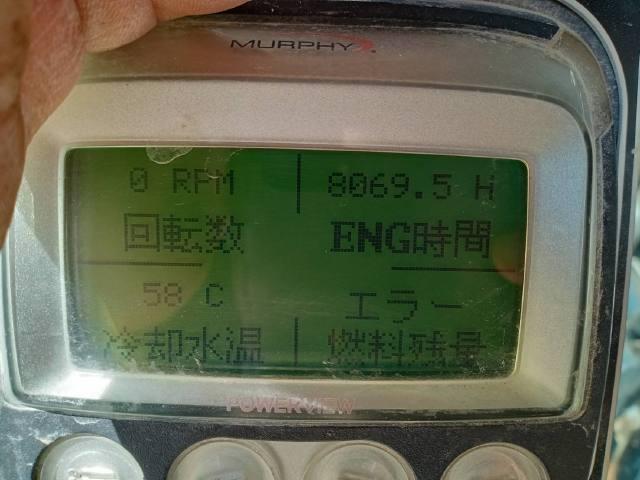 MURPHY
0 RPM 8069.5 H
回転数 ENG時間
58 C エラー
冷却水温 燃料残量
POWERVIEW